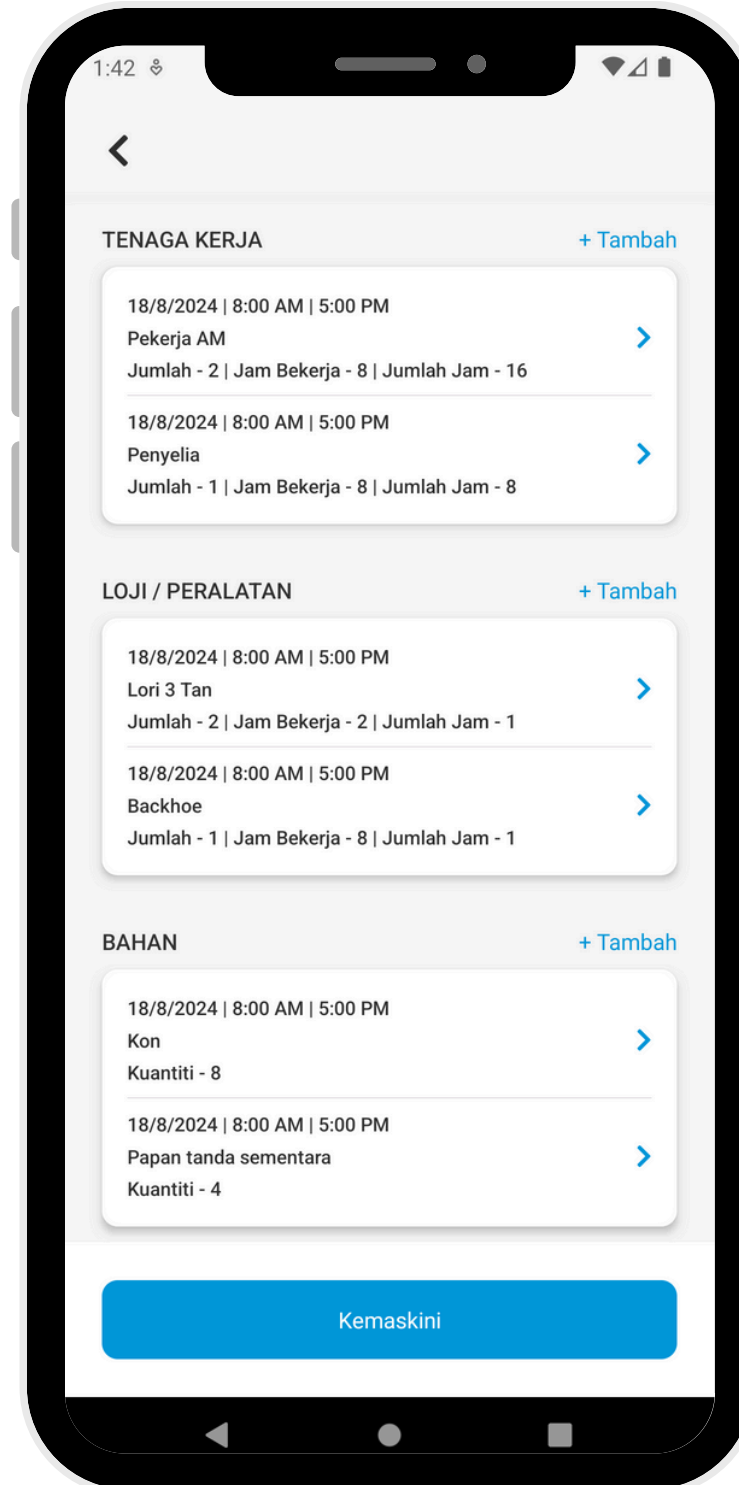 1:42
TENAGA KERJA + Tambah
18/8/2024 | 8:00 AM | 5:00 PM
Pekerja AM
Jumlah - 2 | Jam Bekerja - 8 | Jumlah Jam - 16
18/8/2024 | 8:00 AM | 5:00 PM
Penyelia
Jumlah - 1 | Jam Bekerja - 8 | Jumlah Jam - 8
LOJI / PERALATAN + Tambah
18/8/2024 | 8:00 AM | 5:00 PM
Lori 3 Tan
Jumlah - 2 | Jam Bekerja - 2 | Jumlah Jam - 1
18/8/2024 | 8:00 AM | 5:00 PM
Backhoe
Jumlah - 1 | Jam Bekerja - 8 | Jumlah Jam - 1
BAHAN + Tambah
18/8/2024 | 8:00 AM | 5:00 PM
Kon
Kuantiti - 8
18/8/2024 | 8:00 AM | 5:00 PM
Papan tanda sementara
Kuantiti - 4
Kemaskini